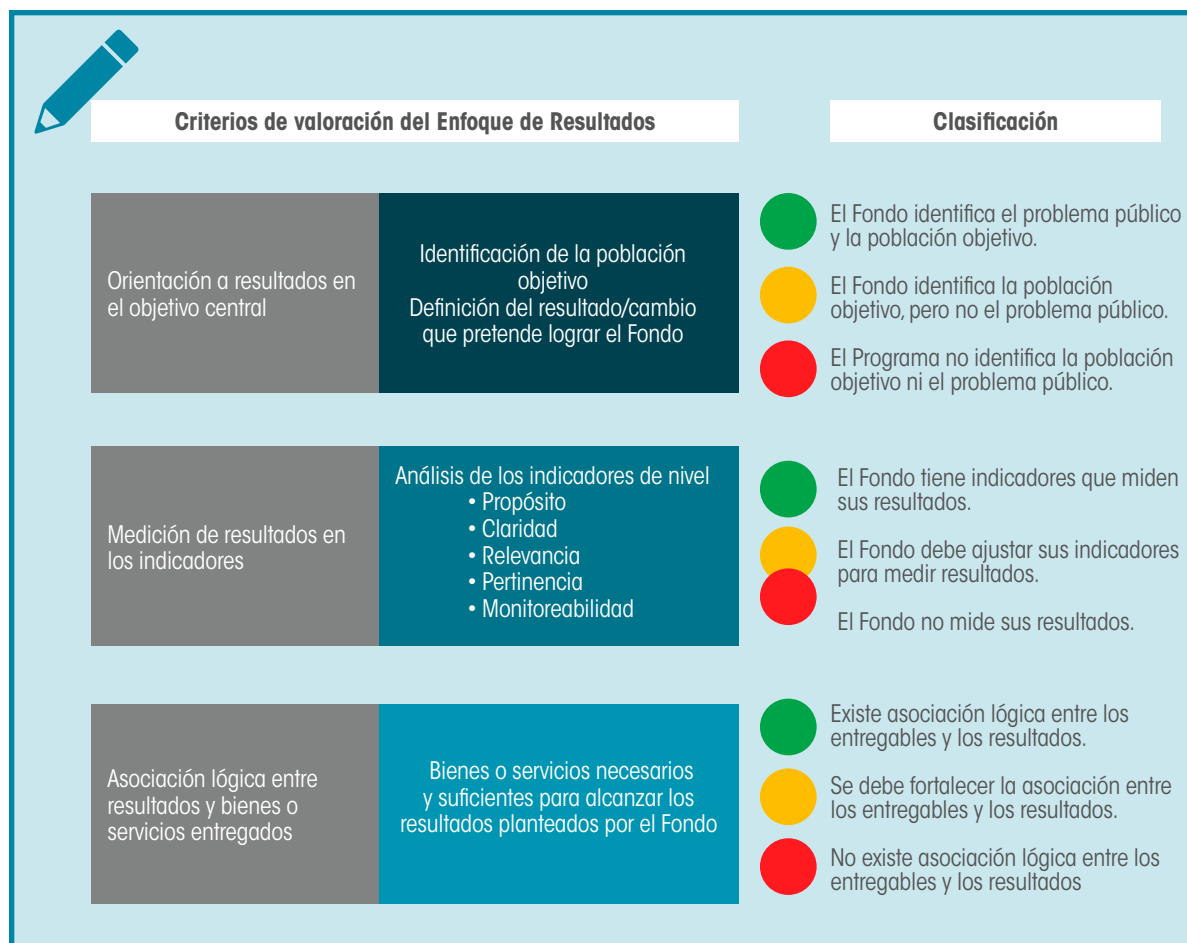 Criterios de valoración del Enfoque de Resultados
Clasificación
Orientación a resultados en
el objetivo central
Identificación de la población
objetivo
Definición del resultado/cambio
que pretende lograr el Fondo
El Fondo identifica el problema público
y la población objetivo.
El Fondo identifica la población
objetivo, pero no el problema público.
El Programa no identifica la población
objetivo ni el problema público.
Medición de resultados en
los indicadores
Análisis de los indicadores de nivel
• Propósito
• Claridad
• Relevancia
• Pertinencia
• Monitoreabilidad
El Fondo tiene indicadores que miden
sus resultados.
El Fondo debe ajustar sus indicadores
para medir resultados.
El Fondo no mide sus resultados.
Asociación lógica entre
resultados y bienes o
servicios entregados
Bienes o servicios necesarios
y suficientes para alcanzar los
resultados planteados por el Fondo
Existe asociación lógica entre los
entregables y los resultados.
Se debe fortalecer la asociación entre
los entregables y los resultados.
No existe asociación lógica entre los
entregables y los resultados